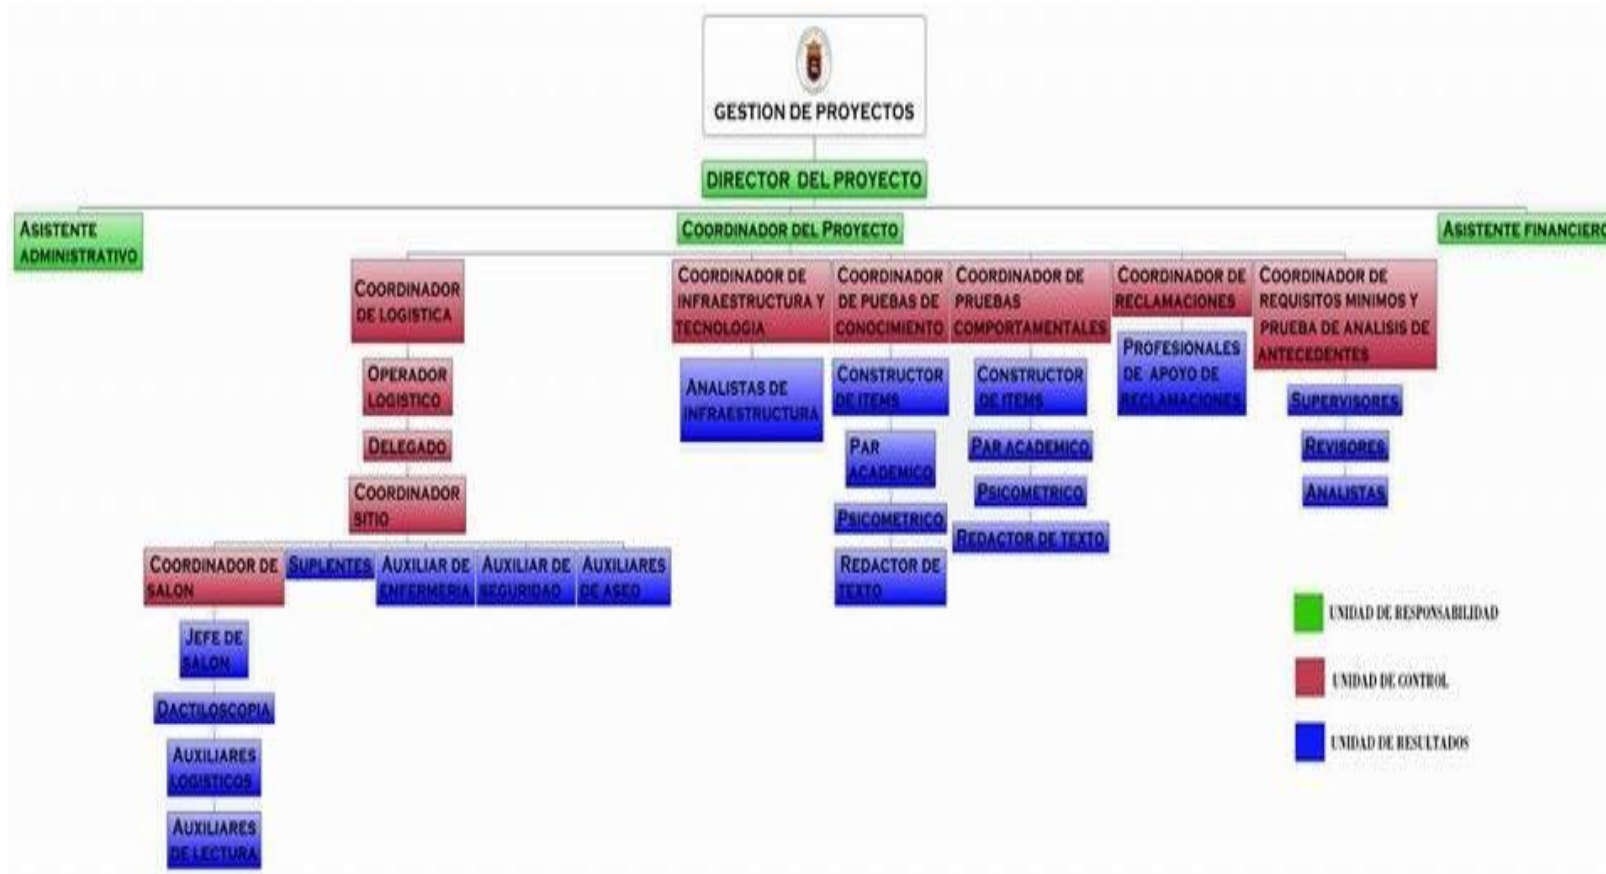 GESTION DE PROYECTOS
DIRECTOR DEL PROYECTO
ASISTENTE
ADMINISTRATIVO
COORDINADOR DEL PROYECTO
ASISTENTE FINANCIERO
COORDINADOR
DE LOGISTICA
COORDINADOR DE
INFRAESTRUCTURA Y
TECNOLOGIA
COORDINADOR
DE PUEBAS DE
CONOCIMIENTO
COORDINADOR DE
PRUEBAS
COMPORTAMENTALES
COORDINADOR DE
RECLAMACIONES
COORDINADOR DE
REQUISITOS MINIMOS Y
PRUEBA DE ANALISIS DE
ANTECEDENTES
OPERADOR
LOGISTICO
DELEGADO
COORDINADOR
SITIO
ANALISTAS DE
INFRAESTRUCTURA
CONSTRUCTOR
DE ITEMS
PAR
ACADEMICO
PSICOMETRICO
REDACTOR DE
TEXTO
CONSTRUCTOR
DE ITEMS
PAR ACADEMICO
PSICOMETRICO
REDACTOR DE TEXTO
PROFESIONALES
DE APOYO DE
RECLAMACIONES
SUPERVISORES
REVISORES
ANALISTAS
COORDINADOR DE
SALON
SUPLENTES
AUXILIAR DE
ENFERMERIA
AUXILIAR DE
SEGURIDAD
AUXILIARES
DE ASEO
JEFE DE
SALON
DACTILOSCOPIA
AUXILIARES
LOGISTICOS
AUXILIARES
DE LECTURA
UNIDAD DE RESPONSABILIDAD
UNIDAD DE CONTROL
UNIDAD DE RESULTADOS